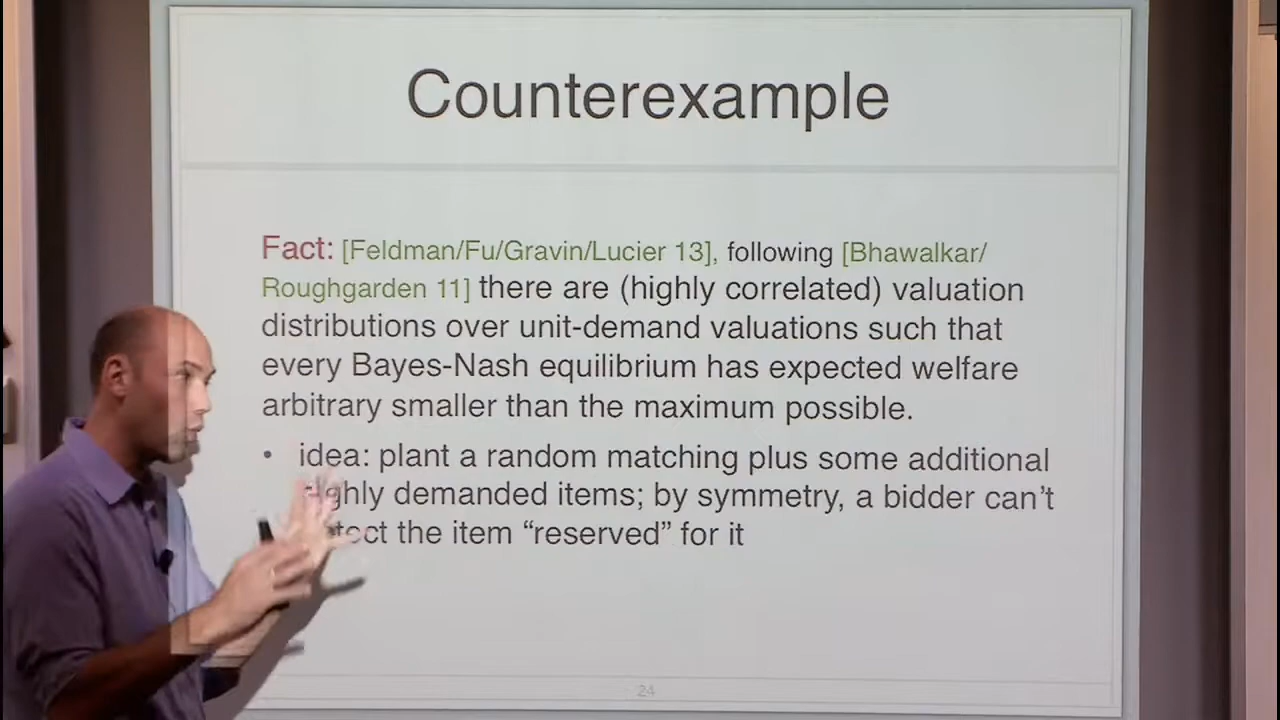 Counterexample
Fact: [Feldman/Fu/Gravin/Lucier 13], following [Bhawalkar/
Roughgarden 11] there are (highly correlated) valuation
distributions over unit-demand valuations such that
every Bayes-Nash equilibrium has expected welfare
arbitrary smaller than the maximum possible.
• idea: plant a random matching plus some additional
highly demanded items; by symmetry, a bidder can't
the item “reserved” for it
24